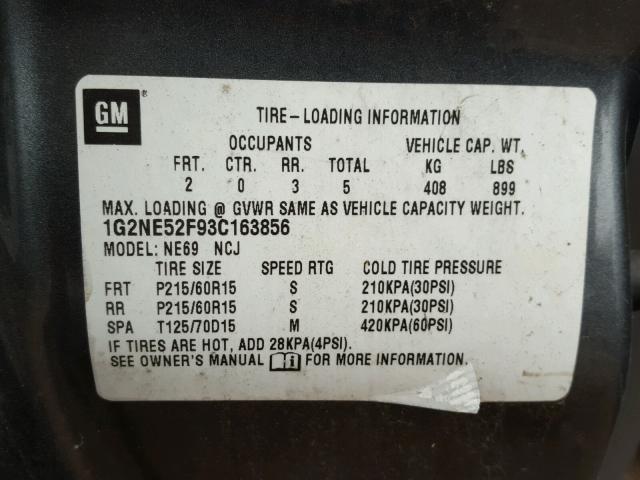 GM®
TIRE-LOADING INFORMATION
OCCUPANTS VEHICLE CAP. WT.
FRT. CTR. RR. TOTAL KG LBS
2 0 3 5 408 899
MAX. LOADING @ GVWR SAME AS VEHICLE CAPACITY WEIGHT.
1G2NE52F93C163856
MODEL: NE69 NCJ
TIRE SIZE SPEED RTG COLD TIRE PRESSURE
FRT P215/60R15 S 210KPA(30PSI)
RR P215/60R15 S 210KPA(30PSI)
SPA T125/70D15 M 420KPA(60PSI)
IF TIRES ARE HOT, ADD 28KPA(4PSI).
SEE OWNER'S MANUAL i FOR MORE INFORMATION.